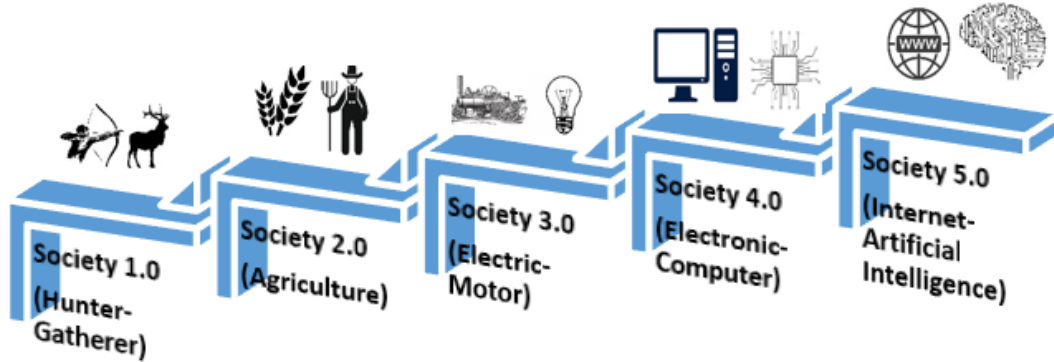 Society 1.0
(Hunter-
Gatherer)
Society 2.0
(Agriculture)
Society 3.0
(Electric-
Motor)
Society 4.0
(Electronic-
Computer)
WWW
Society 5.0
(Internet-
Artificial
Intelligence)